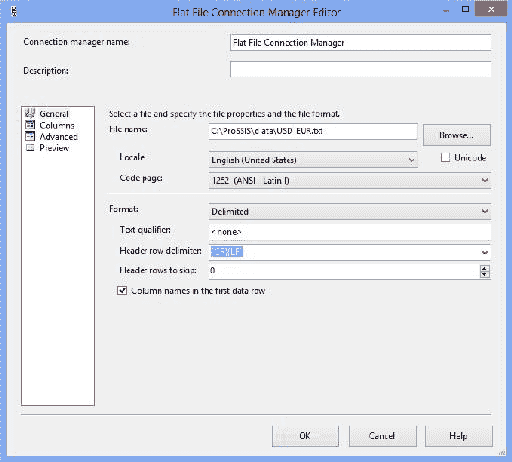 Flat File Connection Manager Editor
Connection manager name: Flat File Connection Manager
Description:
General
Columns
Advanced
Preview
Select a file and specify the file properties and the file format.
File name: C:\ProSSIS\data\USD_EUR.txt Browse...
Locale English (United States) Unicode
Code page: 1252 (ANSI - Latin I)
Format: Delimited
Text qualifier: <none>
Header row delimiter: {CR}{LF}
Header rows to skip: 0
Column names in the first data row
OK Cancel Help